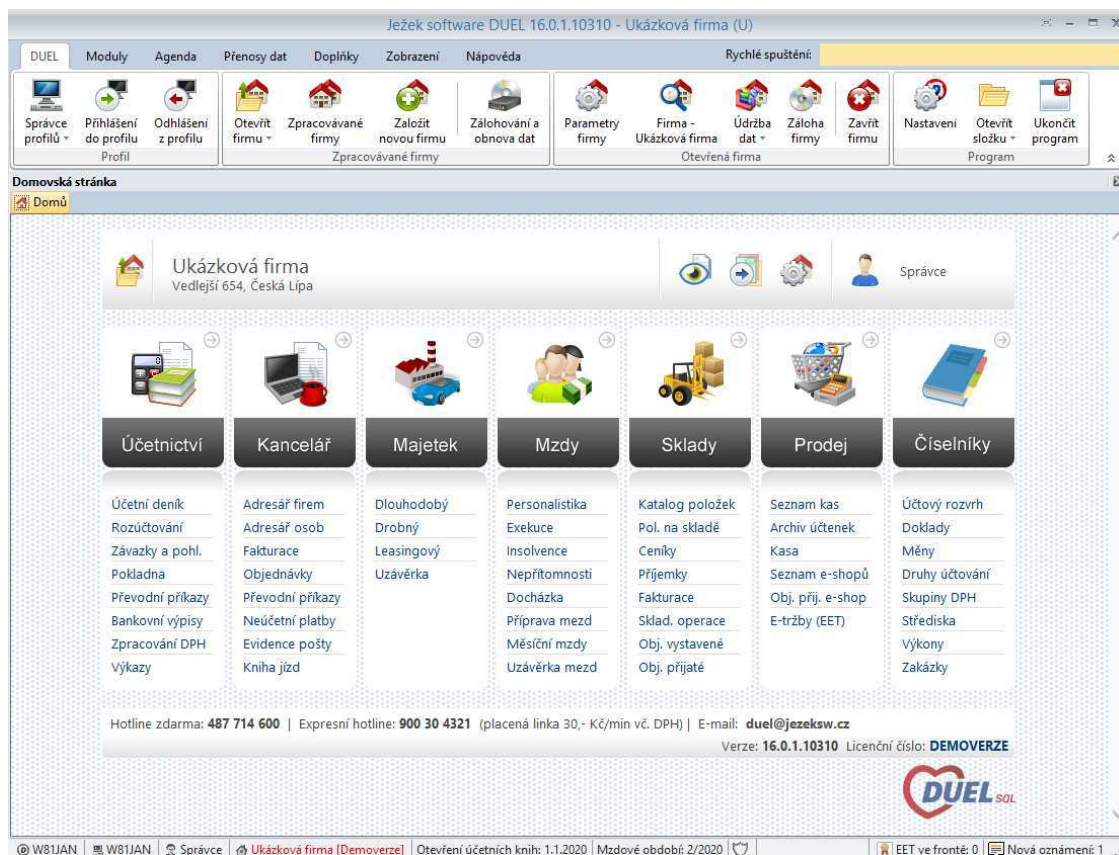 Ježek software DUEL 16.0.1.10310 - Ukázková firma (U)
DUEL Moduly Agenda Přenosy dat Doplňky Zobrazení Nápověda Rychlé spuštění:
Správce profilů Přihlášení do profilu Odhlášení z profilu Otevřít firmu Zpracovávané firmy Založit novou firmu Zálohování a obnova dat Parametry firmy Firma - Ukázková firma Údržba dat Záloha firmy Zavřít firmu Nastavení Otevřít složku Ukončit program
Profil Zpracovávané firmy Otevřená firma Program
Domovská stránka
Domů
Ukázková firma
Vedlejší 654, Česká Lípa
Správce
Účetnictví Kancelář Majetek Mzdy Sklady Prodej Číselníky
Účetní deník Adresář firem Dlouhodobý Personalistika Katalog položek Seznam kas Účtový rozvrh
Rozúčtování Adresář osob Drobný Exekuce Pol. na skladě Archiv účtenek Doklady
Závazky a pohl. Fakturace Leasingový Insolvence Ceníky Kasa Měny
Pokladna Objednávky Uzávěrka Nepřítomnosti Příjemky Seznam e-shopů Druhy účtování
Převodní příkazy Převodní příkazy Docházka Fakturace Obj. přij. e-shop Skupiny DPH
Bankovní výpisy Neúčetní platby Příprava mezd Sklad. operace E-tržby (EET) Střediska
Zpracování DPH Evidence pošty Měsíční mzdy Obj. vystavené Výkony
Výkazy Kniha jízd Uzávěrka mezd Obj. přijaté Zakázky
Hotline zdarma: 487 714 600 | Expresní hotline: 900 30 4321 (placená linka 30,- Kč/min vč. DPH) | E-mail: duel@jezeksw.cz
Verze: 16.0.1.10310 Licenční číslo: DEMOVERZE
DUEL SQL
W81JAN W81JAN Správce Ukázková firma [Demoverze] Otevření účetních knih: 1.1.2020 Mzdové období: 2/2020 EET ve frontě: 0 Nová oznámení: 1